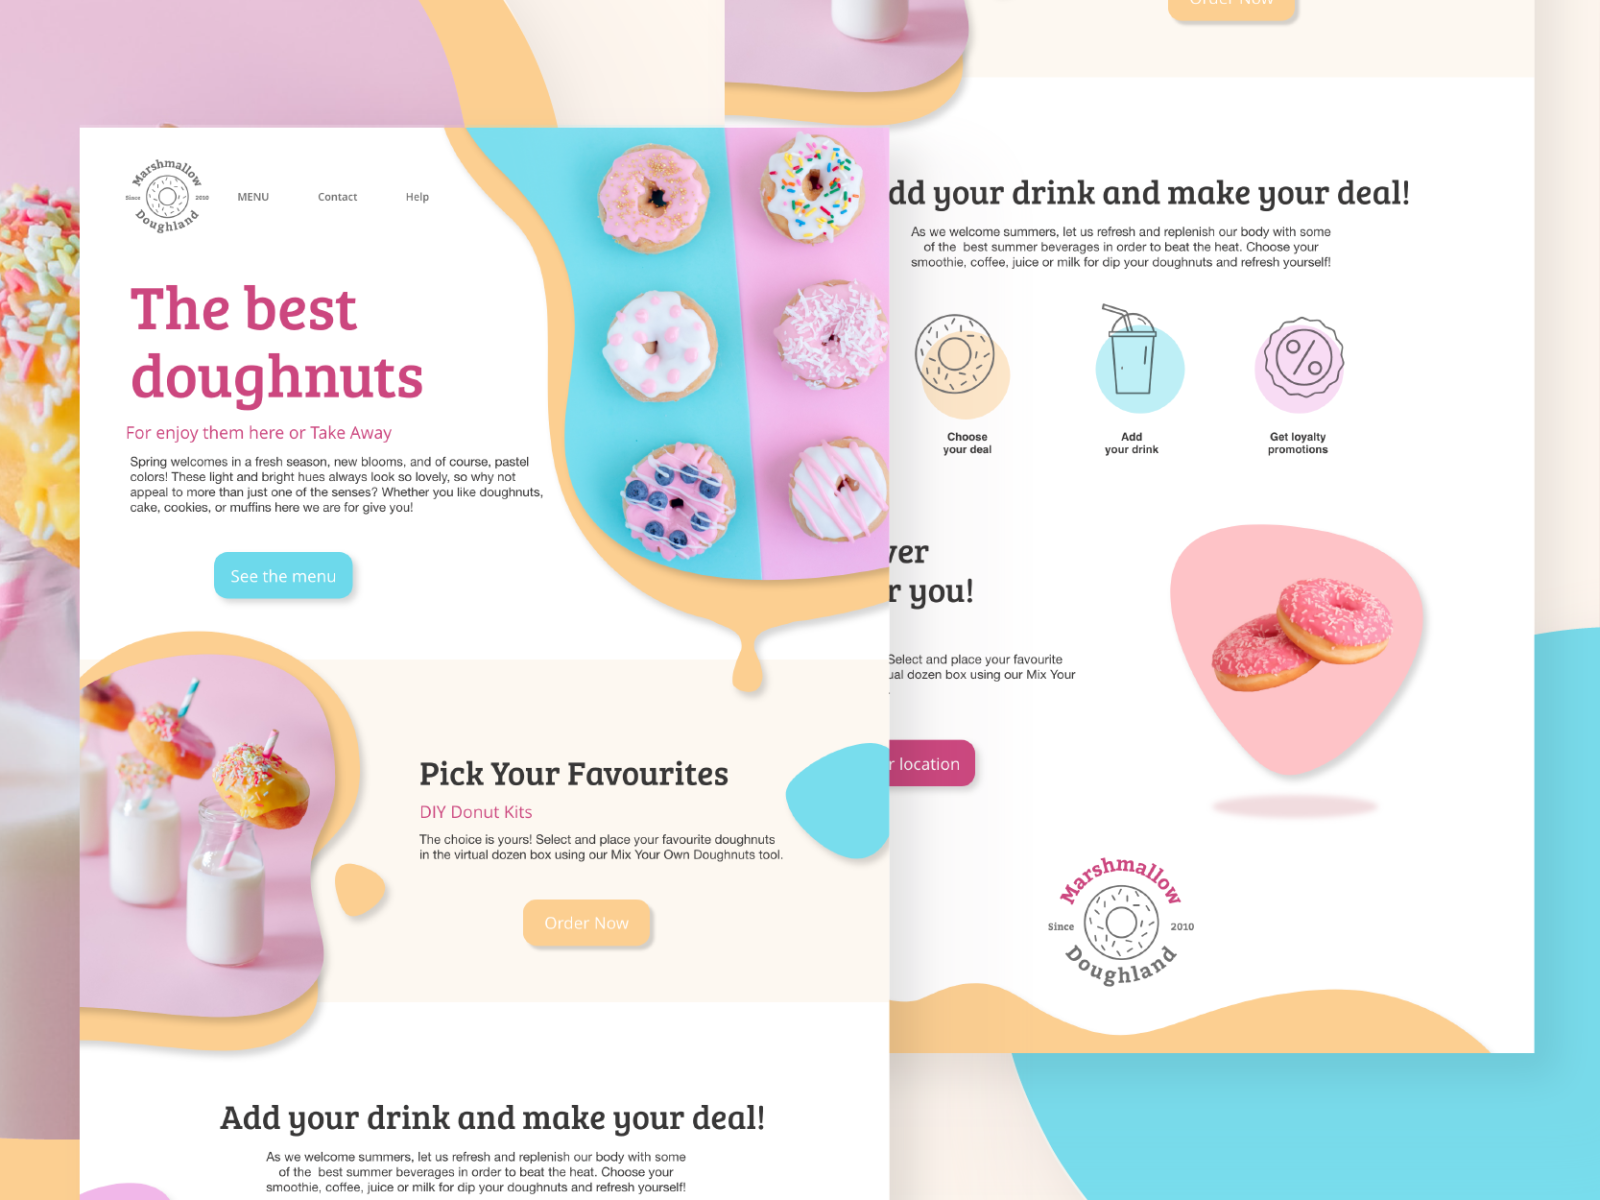 Marshmallow
Since 2010
Doughland
MENU Contact Help
The best
doughnuts
For enjoy them here or Take Away
Spring welcomes in a fresh season, new blooms, and of course, pastel
colors! These light and bright hues always look so lovely, so why not
appeal to more than just one of the senses? Whether you like doughnuts,
cake, cookies, or muffins here we are for give you!
See the menu
Pick Your Favourites
DIY Donut Kits
The choice is yours! Select and place your favourite doughnuts
in the virtual dozen box using our Mix Your Own Doughnuts tool.
Order Now
Add your drink and make your deal!
As we welcome summers, let us refresh and replenish our body with some
of the best summer beverages in order to beat the heat. Choose your
smoothie, coffee, juice or milk for dip your doughnuts and refresh yourself!
Order Now
dd your drink and make your deal!
As we welcome summers, let us refresh and replenish our body with some
of the best summer beverages in order to beat the heat. Choose your
smoothie, coffee, juice or milk for dip your doughnuts and refresh yourself!
Choose
your deal
Add
your drink
Get loyalty
promotions
ver
r you!
Select and place your favourite
ual dozen box using our Mix Your
.
r location
Marshmallow
Since 2010
Doughland